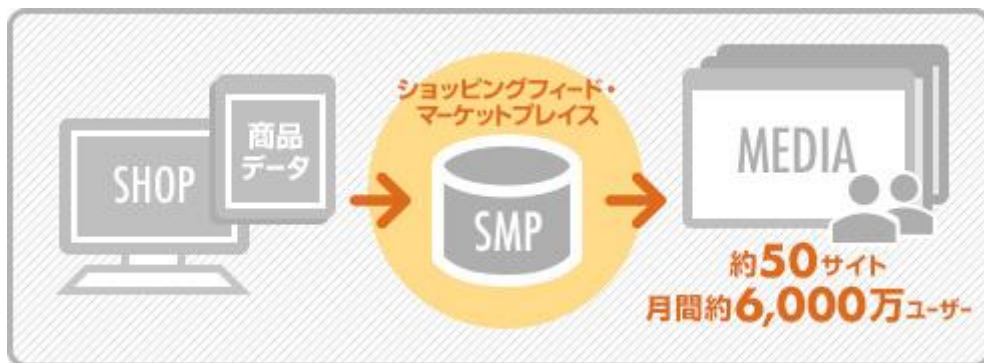 SHOP
商品
データ
ショッピングフィード・
マーケットプレイス
SMP
MEDIA
約50サイト
月間約6,000万ユーザー